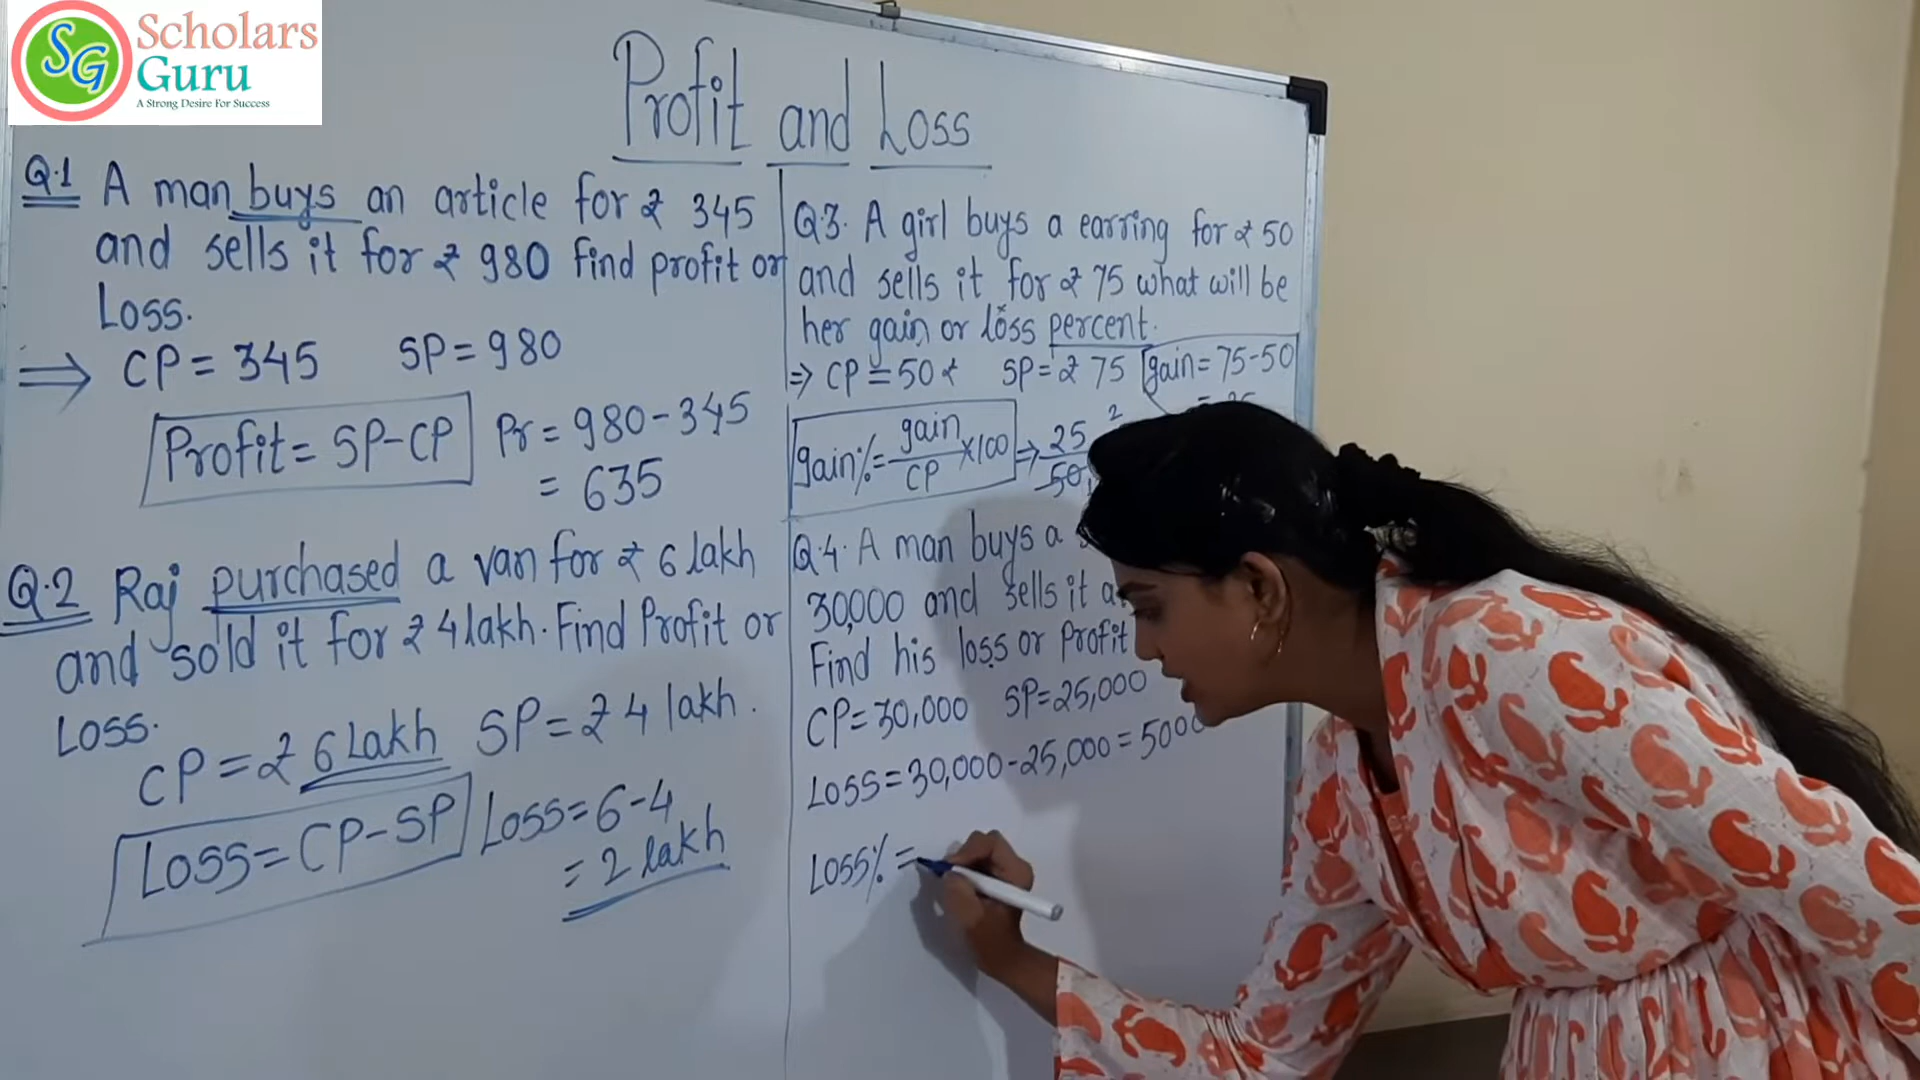 Scholars
Guru
A Strong Desire For Success
SG
Profit and Loss
Q.1 A man buys an article for ₹ 345
and sells it for ₹ 980 find profit or
Loss.
⇒ CP = 345 SP = 980
Profit = SP-CP Pr = 980-345
= 635
Q.2 Raj purchased a van for ₹ 6 lakh
and sold it for ₹ 4 lakh. Find Profit or
Loss.
CP = ₹ 6 Lakh SP = ₹ 4 lakh.
Loss = CP-SP Loss = 6-4
= 2 lakh
Q.3. A girl buys a earring for ₹ 50
and sells it for ₹ 75 what will be
her gain or loss percent.
⇒ CP = 50 ₹ SP = ₹ 75 gain = 75-50
gain% = gain/CP ×100 ⇒ 25/50 2
Q.4. A man buys a
30,000 and sells it
Find his loss or Profit
CP = 30,000 SP = 25,000
Loss = 30,000-25,000 = 5000
Loss% =